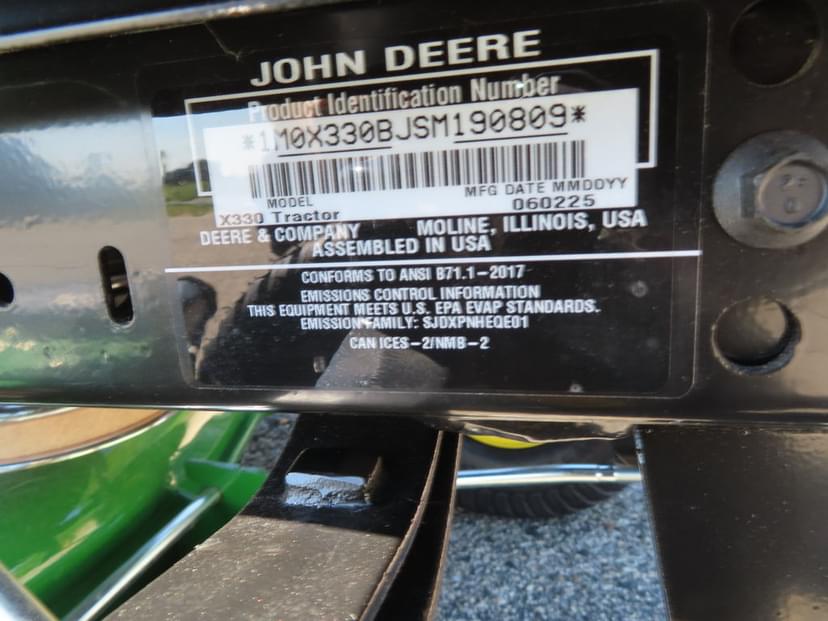 JOHN DEERE
Product Identification Number
*1M0X330BJSM190809*
MODEL MFG DATE MMDDYY
X330 Tractor 060225
DEERE & COMPANY MOLINE, ILLINOIS, USA
ASSEMBLED IN USA
CONFORMS TO ANSI B71.1-2017
EMISSIONS CONTROL INFORMATION
THIS EQUIPMENT MEETS U.S. EPA EVAP STANDARDS.
EMISSION FAMILY: SJDXPNHEQE01
CAN ICES-2/NMB-2